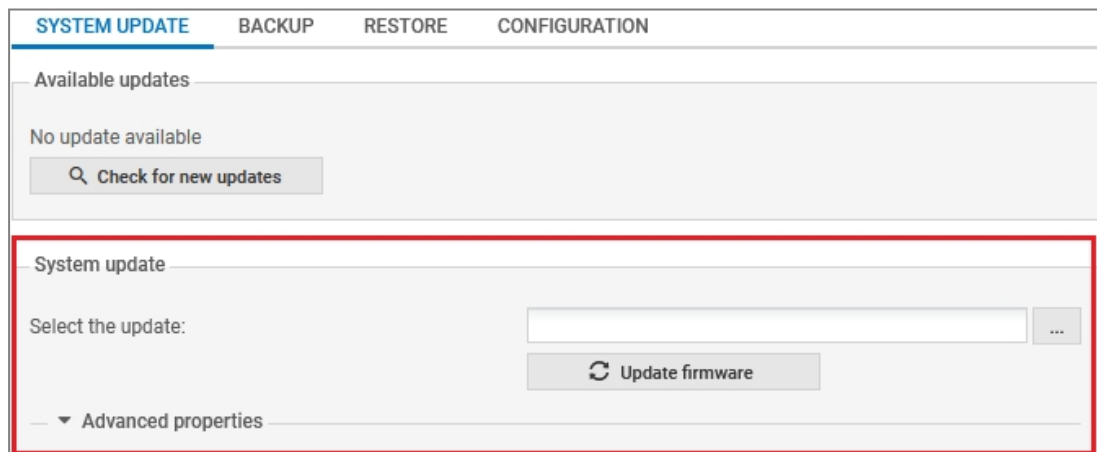 SYSTEM UPDATE BACKUP RESTORE CONFIGURATION
Available updates
No update available
Check for new updates
System update
Select the update: ...
Update firmware
Advanced properties